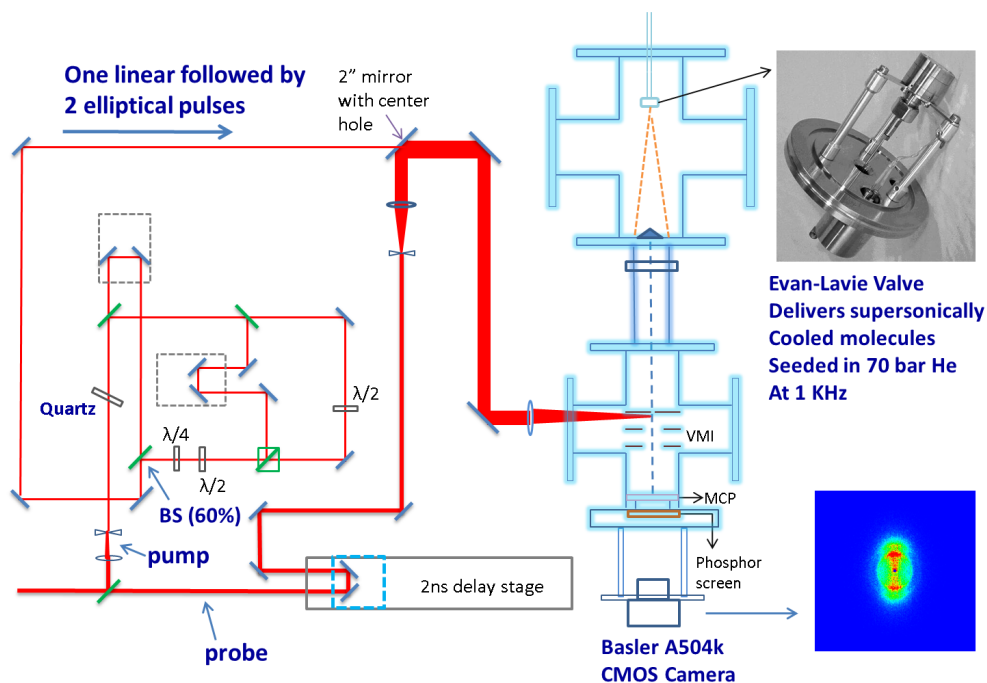 One linear followed by
2 elliptical pulses
2” mirror
with center
hole
Quartz
λ/2
λ/4
λ/2
BS (60%)
pump
2ns delay stage
probe
VMI
MCP
Phosphor
screen
Basler A504k
CMOS Camera
Evan-Lavie Valve
Delivers supersonically
Cooled molecules
Seeded in 70 bar He
At 1 KHz